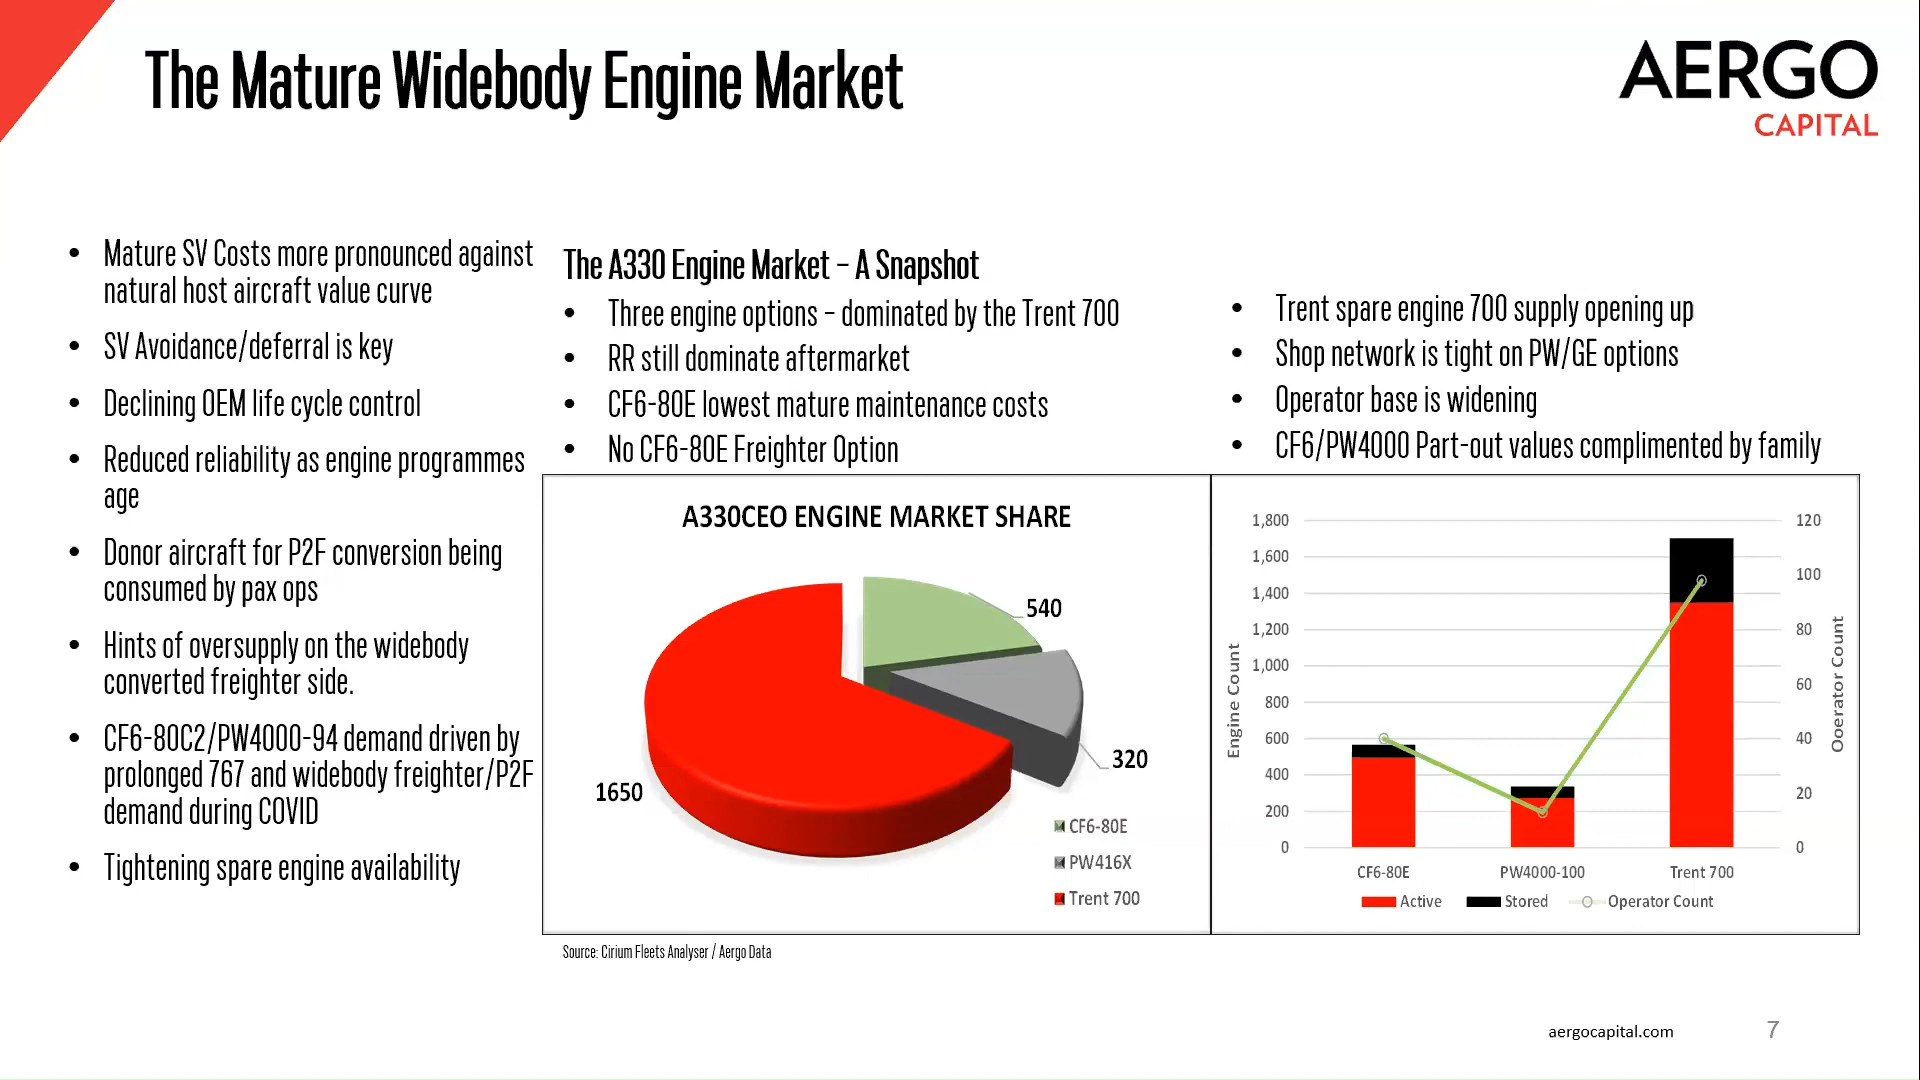 The Mature Widebody Engine Market
AERGO
CAPITAL
• Mature SV Costs more pronounced against
natural host aircraft value curve
• SV Avoidance/deferral is key
• Declining OEM life cycle control
• Reduced reliability as engine programmes
age
• Donor aircraft for P2F conversion being
consumed by pax ops
• Hints of oversupply on the widebody
converted freighter side.
• CF6-80C2/PW4000-94 demand driven by
prolonged 767 and widebody freighter/P2F
demand during COVID
• Tightening spare engine availability
The A330 Engine Market – A Snapshot
• Three engine options – dominated by the Trent 700
• RR still dominate aftermarket
• CF6-80E lowest mature maintenance costs
• No CF6-80E Freighter Option
• Trent spare engine 700 supply opening up
• Shop network is tight on PW/GE options
• Operator base is widening
• CF6/PW4000 Part-out values complimented by family
A330CEO ENGINE MARKET SHARE
540
320
1650
CF6-80E
PW416X
Trent 700
Engine Count
1,800
1,600
1,400
1,200
1,000
800
600
400
200
0
120
100
80
60
40
20
0
Operator Count
CF6-80E PW4000-100 Trent 700
Active Stored Operator Count
Source: Cirium Fleets Analyser / Aergo Data
aergocapital.com 7